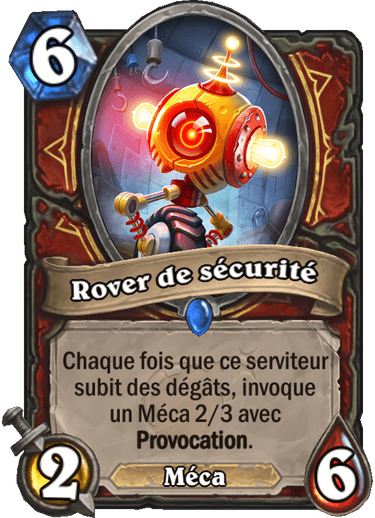 6
Rover de sécurité
Chaque fois que ce serviteur
subit des dégâts, invoque
un Méca 2/3 avec
Provocation.
2
Méca
6